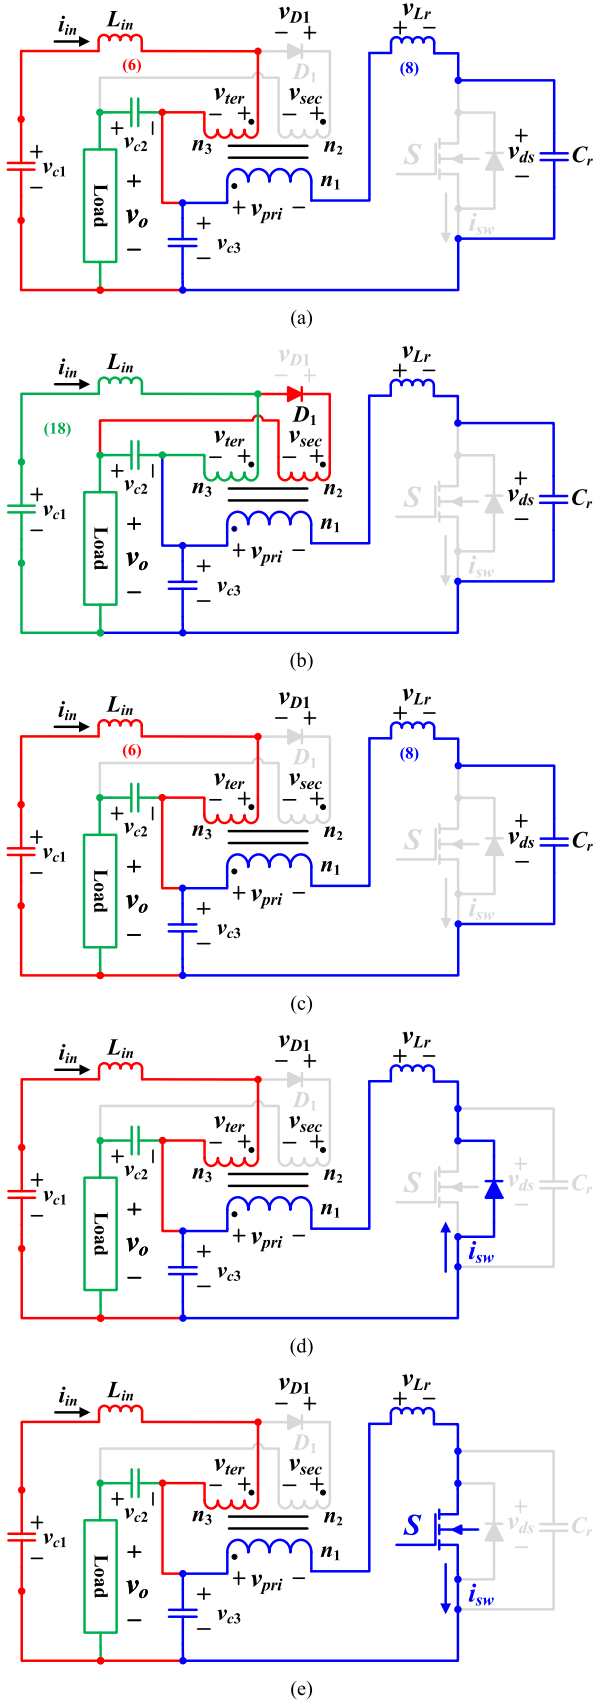 v_D1 v_Lr
i_in L_in − + + −
(6) D_1 (8)
v_ter v_sec
+ − − + − +
+ v_c2 n_3 n_2 S + v_ds C_r
− v_c1 Load + v_o n_1 −
+ v_pri − i_sw
− + v_c3 −
(a)
v_D1 v_Lr
i_in L_in − + + −
(18) D_1
v_ter v_sec
+ − − + − +
+ v_c2 n_3 n_2 S + v_ds C_r
− v_c1 Load + v_o n_1 −
+ v_pri − i_sw
− + v_c3 −
(b)
v_D1 v_Lr
i_in L_in − + + −
(6) D_1 (8)
v_ter v_sec
+ − − + − +
+ v_c2 n_3 n_2 S + v_ds C_r
− v_c1 Load + v_o n_1 −
+ v_pri − i_sw
− + v_c3 −
(c)
v_D1 v_Lr
i_in L_in − + + −
D_1
v_ter v_sec
+ − − + − +
+ v_c2 n_3 n_2 S + v_ds C_r
− v_c1 Load + v_o n_1 −
+ v_pri − i_sw
− + v_c3 −
(d)
v_D1 v_Lr
i_in L_in − + + −
D_1
v_ter v_sec
+ − − + − +
+ v_c2 n_3 n_2 S + v_ds C_r
− v_c1 Load + v_o n_1 −
+ v_pri − i_sw
− + v_c3 −
(e)